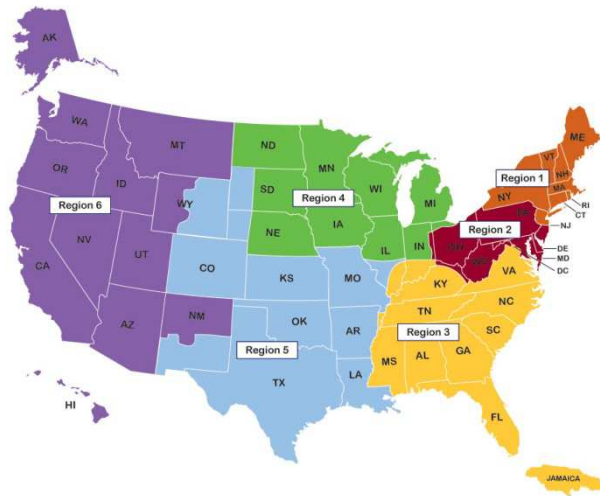 AK
WA
MT
ND
MN
ME
VT
NH
OR
ID
SD
WI
MI
Region 1
MA
NY
RI
CT
Region 6
WY
Region 4
NE
IA
PA
Region 2
NJ
NV
UT
IL
IN
OH
DE
MD
DC
CA
CO
KS
MO
WV
VA
KY
AZ
NM
OK
AR
TN
NC
Region 3
SC
Region 5
MS
AL
GA
TX
LA
FL
HI
JAMAICA